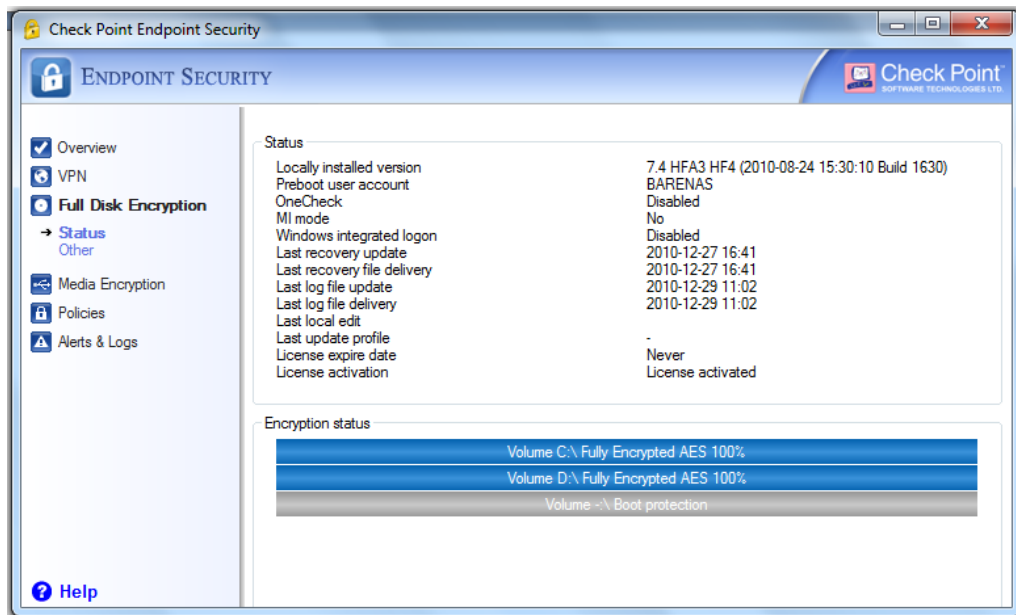 Check Point Endpoint Security
ENDPOINT SECURITY
Check Point™
SOFTWARE TECHNOLOGIES LTD.
Overview
VPN
Full Disk Encryption
Status
Other
Media Encryption
Policies
Alerts & Logs
Help
Status
Locally installed version 7.4 HFA3 HF4 (2010-08-24 15:30:10 Build 1630)
Preboot user account BARENAS
OneCheck Disabled
MI mode No
Windows integrated logon Disabled
Last recovery update 2010-12-27 16:41
Last recovery file delivery 2010-12-27 16:41
Last log file update 2010-12-29 11:02
Last log file delivery 2010-12-29 11:02
Last local edit
Last update profile -
License expire date Never
License activation License activated
Encryption status
Volume C:\ Fully Encrypted AES 100%
Volume D:\ Fully Encrypted AES 100%
Volume -:\ Boot protection